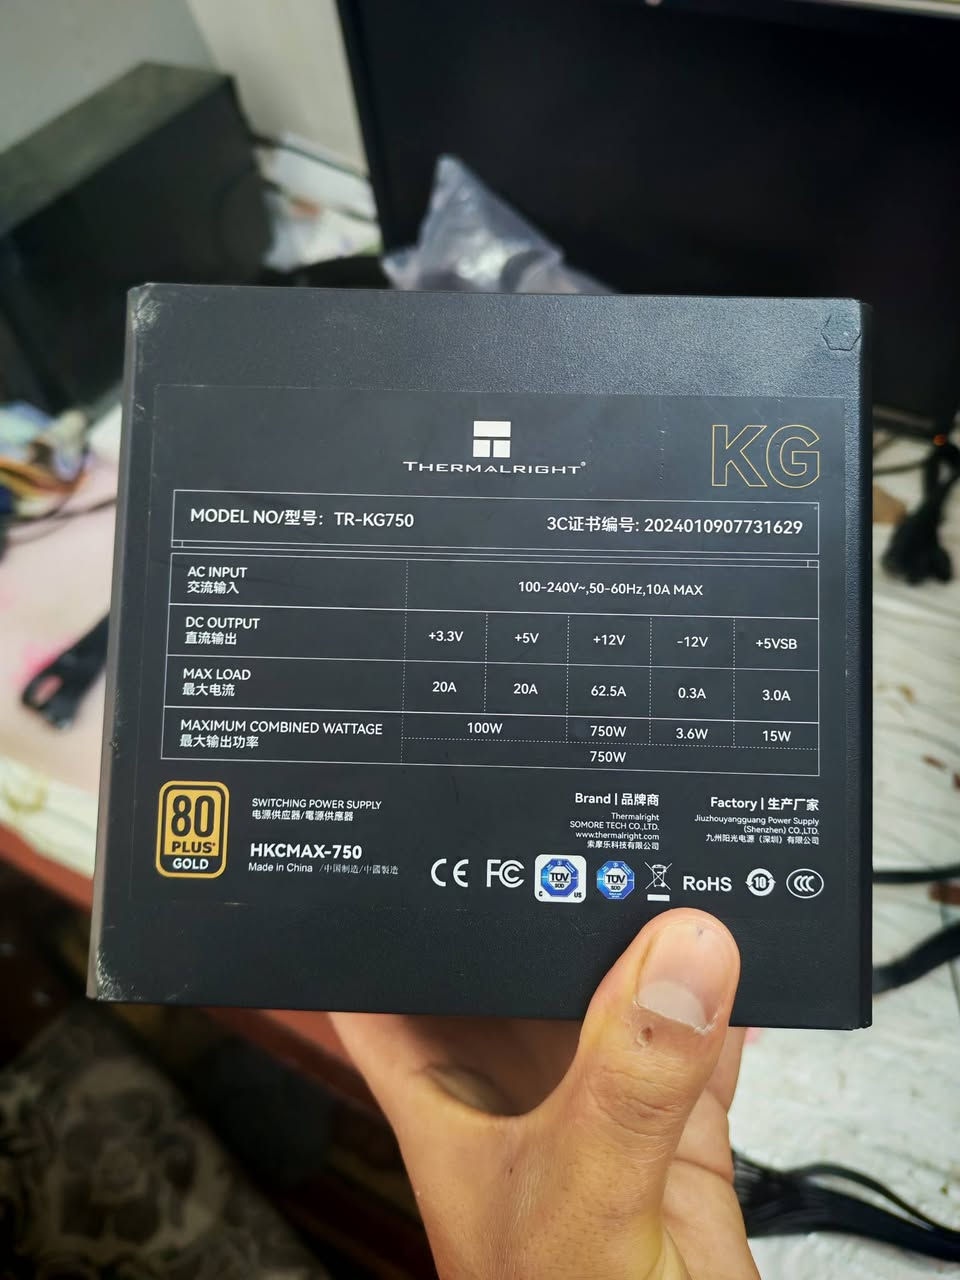 THERMALRIGHT®
KG
MODEL NO/型号: TR-KG750
3C证书编号: 2024010907731629
AC INPUT
交流输入
100-240V~,50-60Hz,10A MAX
DC OUTPUT
直流输出
+3.3V +5V +12V -12V +5VSB
MAX LOAD
最大电流
20A 20A 62.5A 0.3A 3.0A
MAXIMUM COMBINED WATTAGE
最大输出功率
100W 750W 3.6W 15W
750W
80
PLUS®
GOLD
SWITCHING POWER SUPPLY
电源供应器/電源供應器
HKCMAX-750
Made in China /中国制造/中國製造
Brand | 品牌商
Thermalright
SOMORE TECH CO.,LTD.
www.thermalright.com
索摩乐科技有限公司
Factory | 生产厂家
Jiuzhouyangguang Power Supply
(Shenzhen) CO.,LTD.
九州阳光电源（深圳）有限公司
CE FC TÜV SÜD C US TÜV SÜD RoHS 10 CCC